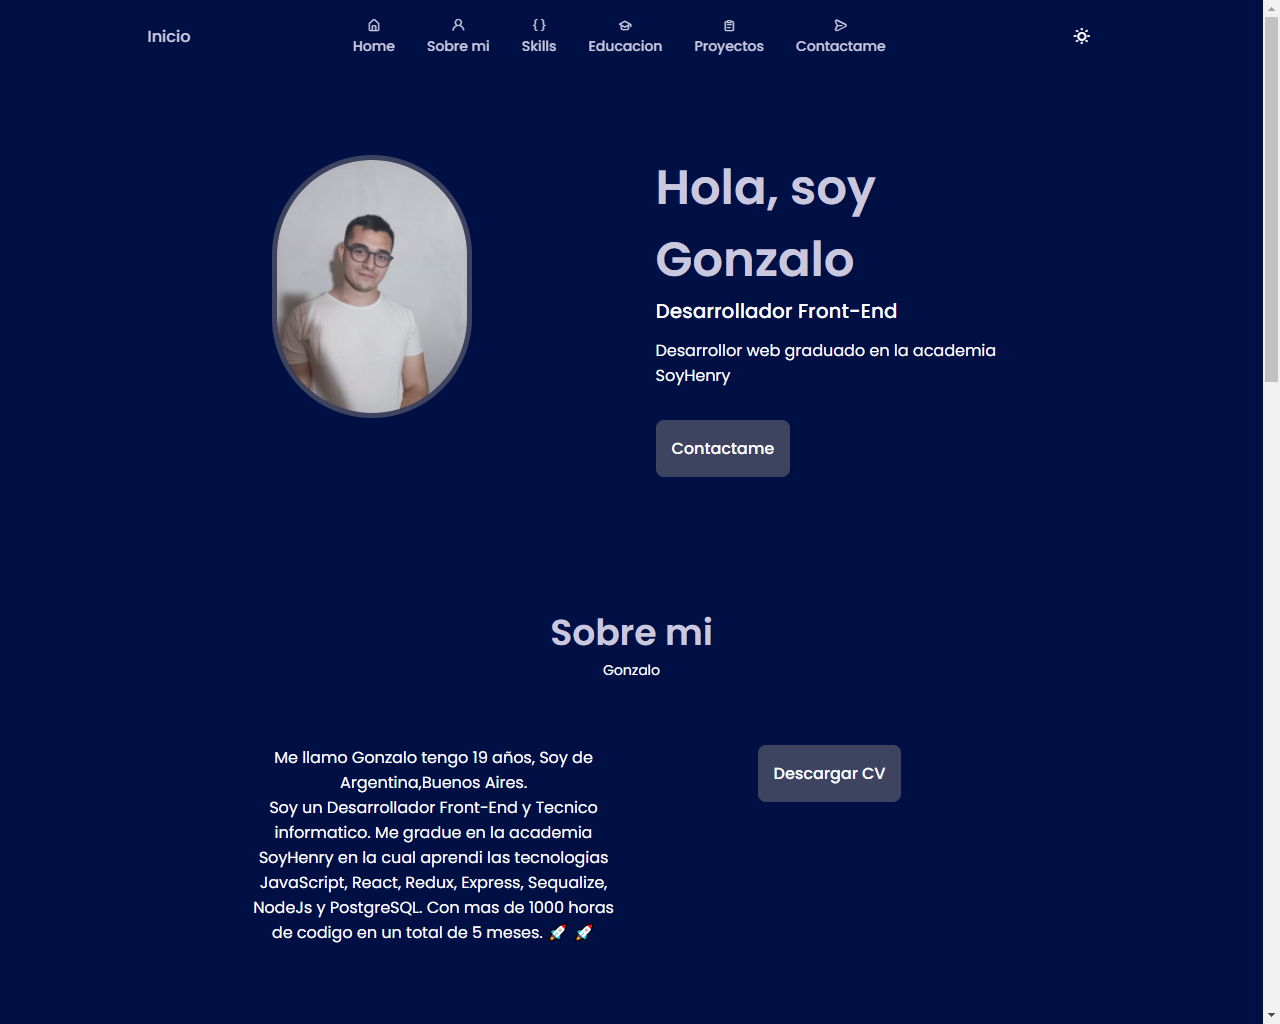 Inicio
Home
Sobre mi
Skills
Educacion
Proyectos
Contactame
Hola, soy
Gonzalo
Desarrollador Front-End
Desarrollor web graduado en la academia
SoyHenry
Contactame
Sobre mi
Gonzalo
Me llamo Gonzalo tengo 19 años, Soy de
Argentina,Buenos Aires.
Soy un Desarrollador Front-End y Tecnico
informatico. Me gradue en la academia
SoyHenry en la cual aprendi las tecnologias
JavaScript, React, Redux, Express, Sequalize,
NodeJs y PostgreSQL. Con mas de 1000 horas
de codigo en un total de 5 meses. 🚀 🚀
Descargar CV